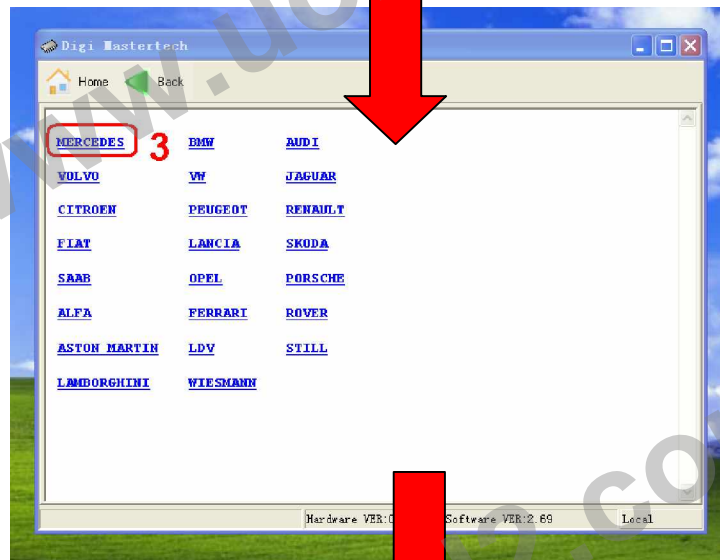 Digi Mastertech
Home Back
MERCEDES 3 BMW AUDI
VOLVO VW JAGUAR
CITROEN PEUGEOT RENAULT
FIAT LANCIA SKODA
SAAB OPEL PORSCHE
ALFA FERRARI ROVER
ASTON MARTIN LDV STILL
LAMBORGHINI WIESMANN
Hardware Software VER:2.69 Local